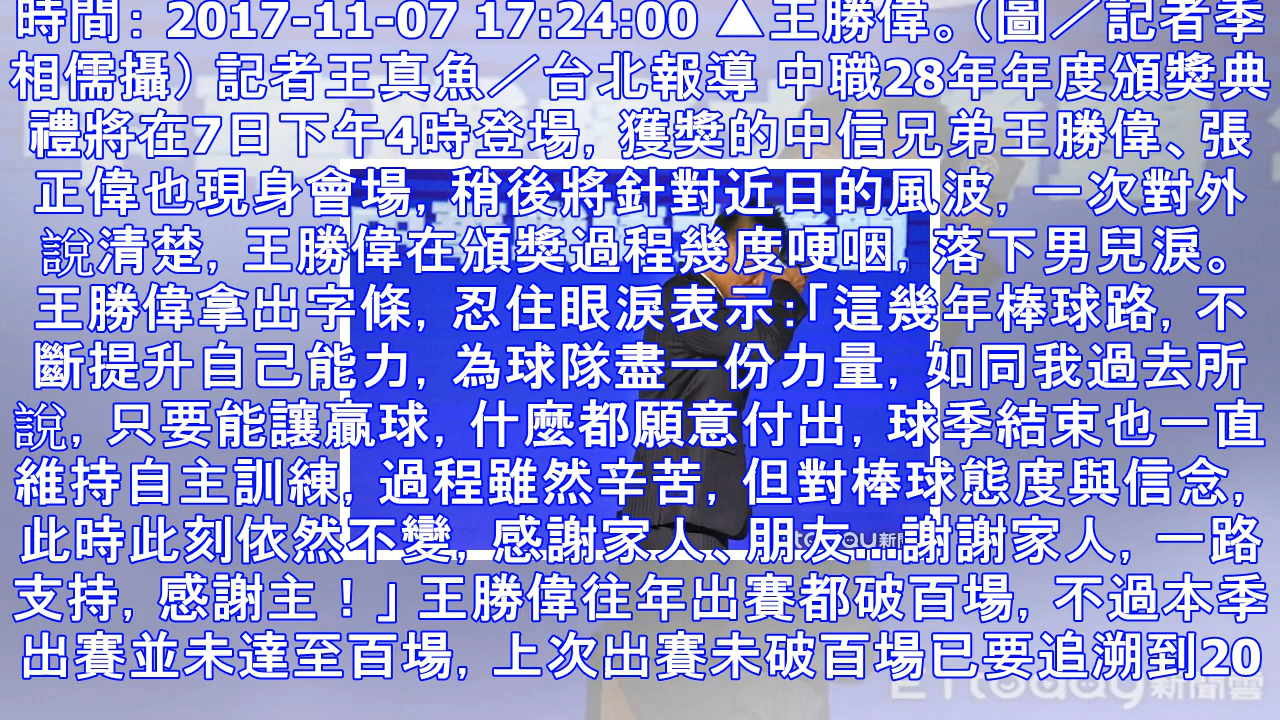 時間：2017-11-07 17:24:00 ▲王勝偉。（圖／記者季
相儒攝） 記者王真魚／台北報導 中職28年年度頒獎典
禮將在7日下午4時登場, 獲獎的中信兄弟王勝偉、張
正偉也現身會場, 稍後將針對近日的風波, 一次對外
說清楚, 王勝偉在頒獎過程幾度哽咽, 落下男兒淚。
王勝偉拿出字條, 忍住眼淚表示：「這幾年棒球路, 不
斷提升自己能力, 為球隊盡一份力量, 如同我過去所
說, 只要能讓贏球, 什麼都願意付出, 球季結束也一直
維持自主訓練, 過程雖然辛苦, 但對棒球態度與信念,
此時此刻依然不變, 感謝家人、朋友...謝謝家人, 一路
支持, 感謝主！」王勝偉往年出賽都破百場, 不過本季
出賽並未達至百場, 上次出賽未破百場已要追溯到20
ETtoday新聞雲